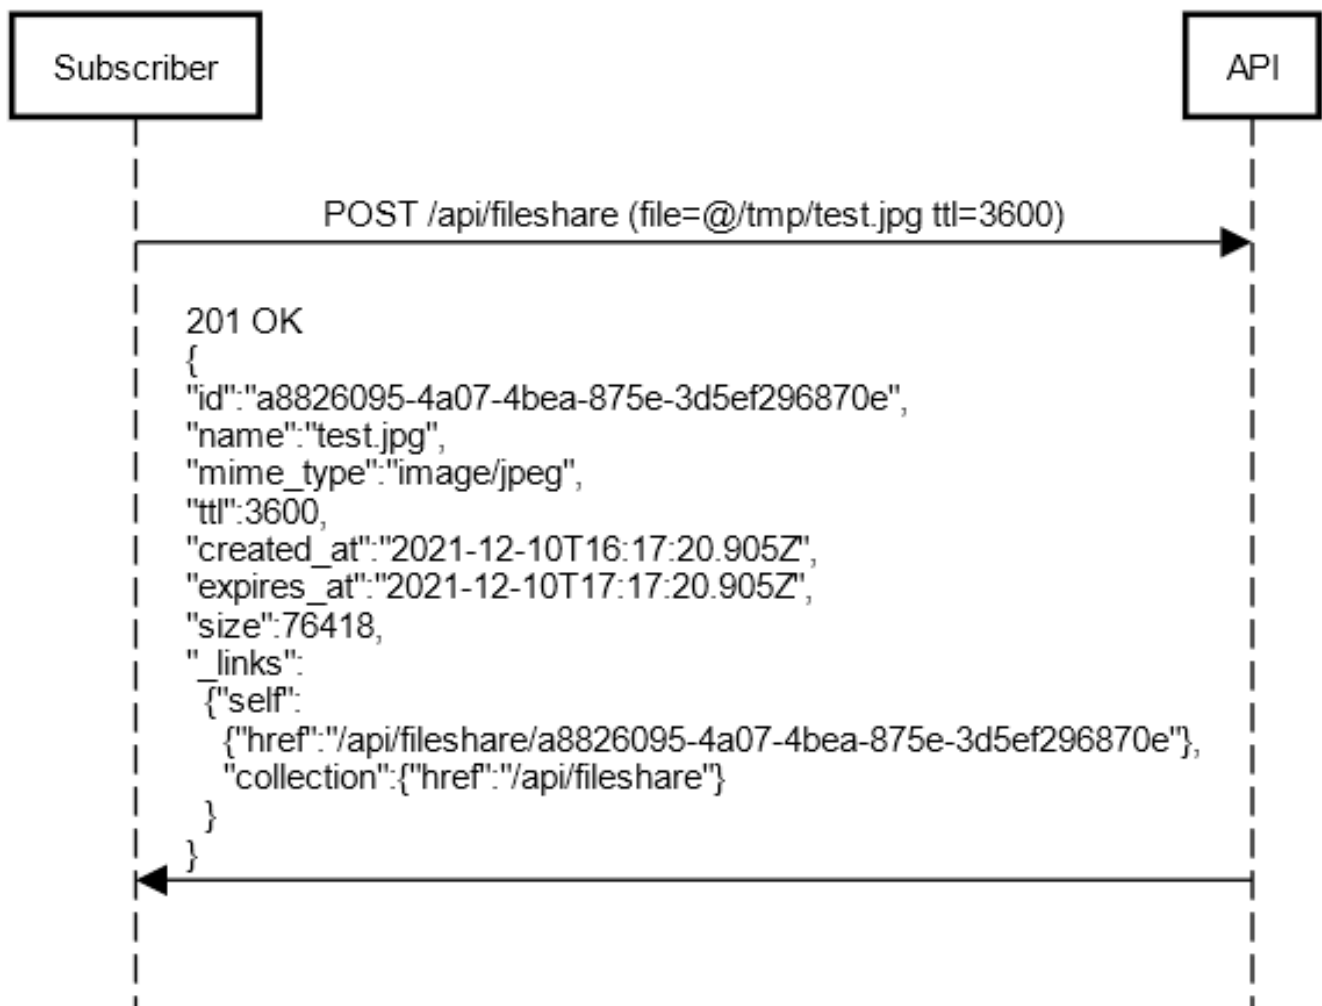 Subscriber
API
POST /api/fileshare (file=@/tmp/test.jpg ttl=3600)
201 OK
{
"id":"a8826095-4a07-4bea-875e-3d5ef296870e",
"name":"test.jpg",
"mime_type":"image/jpeg",
"ttl":3600,
"created_at":"2021-12-10T16:17:20.905Z",
"expires_at":"2021-12-10T17:17:20.905Z",
"size":76418,
"_links":
{"self":
{"href":"/api/fileshare/a8826095-4a07-4bea-875e-3d5ef296870e"},
"collection":{"href":"/api/fileshare"}
}
}